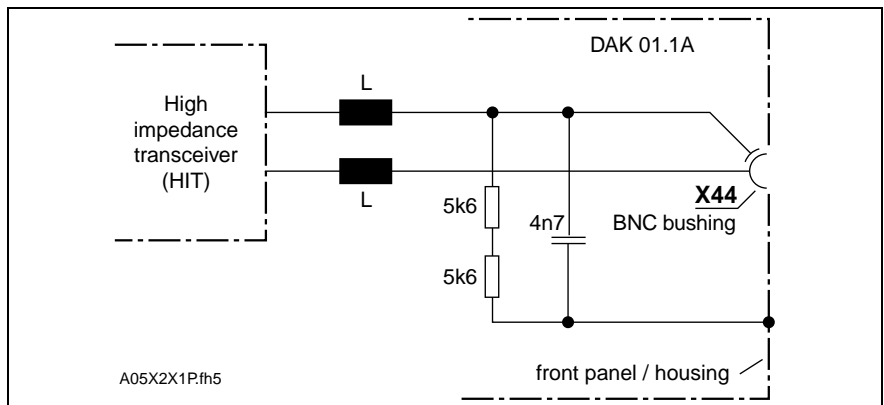 DAK 01.1A
High
impedance
transceiver
(HIT)
L
L
X44
BNC bushing
5k6
4n7
5k6
front panel / housing
A05X2X1P.fh5